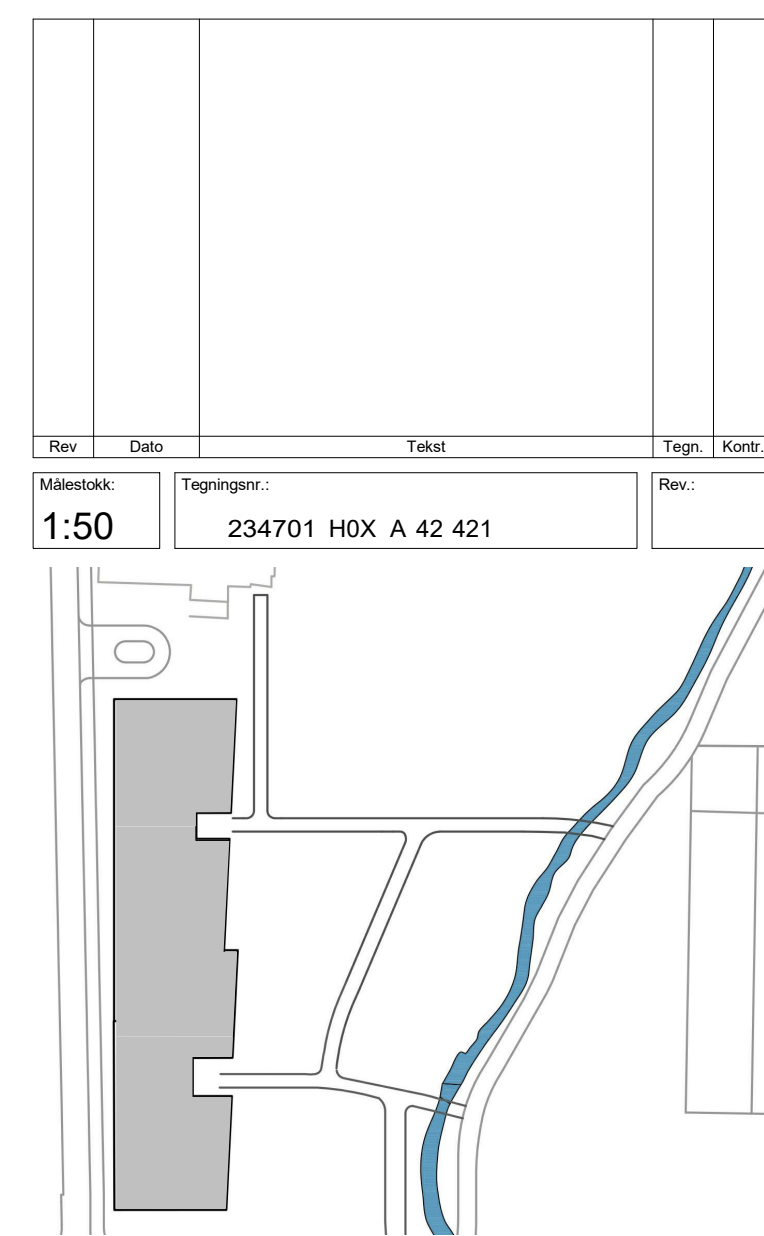 Rev Dato Tekst Tegn. Kontr.
Målestokk: Tegningsnr.: Rev.:
1:50 234701 H0X A 42 421